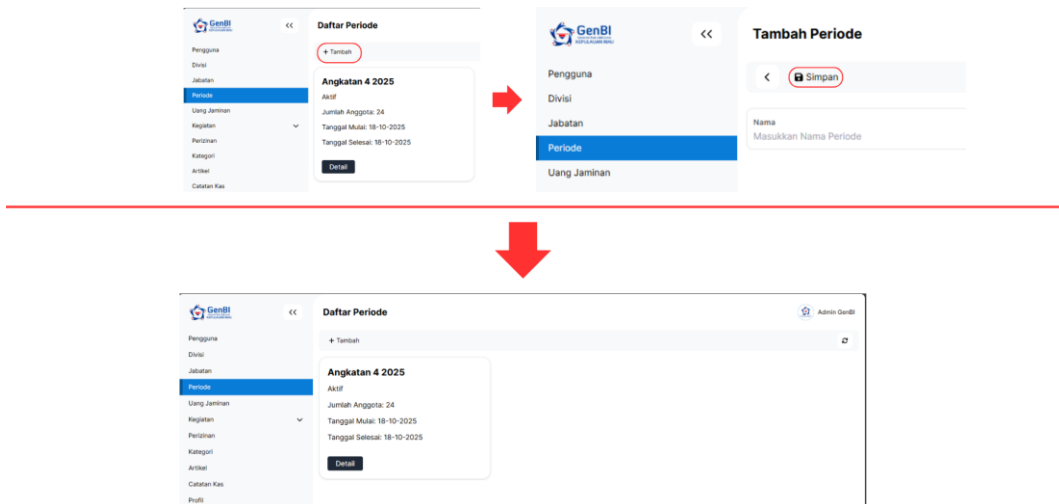 GenBI
KEPULAUAN RIAU
<<
Daftar Periode
+ Tambah
Pengguna
Divisi
Jabatan
Periode
Uang Jaminan
Kegiatan
Perizinan
Kategori
Artikel
Catatan Kas
Angkatan 4 2025
Aktif
Jumlah Anggota: 24
Tanggal Mulai: 18-10-2025
Tanggal Selesai: 18-10-2025
Detail
GenBI
KEPULAUAN RIAU
<<
Tambah Periode
< Simpan
Pengguna
Divisi
Jabatan
Periode
Uang Jaminan
Nama
Masukkan Nama Periode
GenBI
<<
Daftar Periode
Admin GenBI
+ Tambah
Pengguna
Divisi
Jabatan
Periode
Uang Jaminan
Kegiatan
Perizinan
Kategori
Artikel
Catatan Kas
Profil
Angkatan 4 2025
Aktif
Jumlah Anggota: 24
Tanggal Mulai: 18-10-2025
Tanggal Selesai: 18-10-2025
Detail